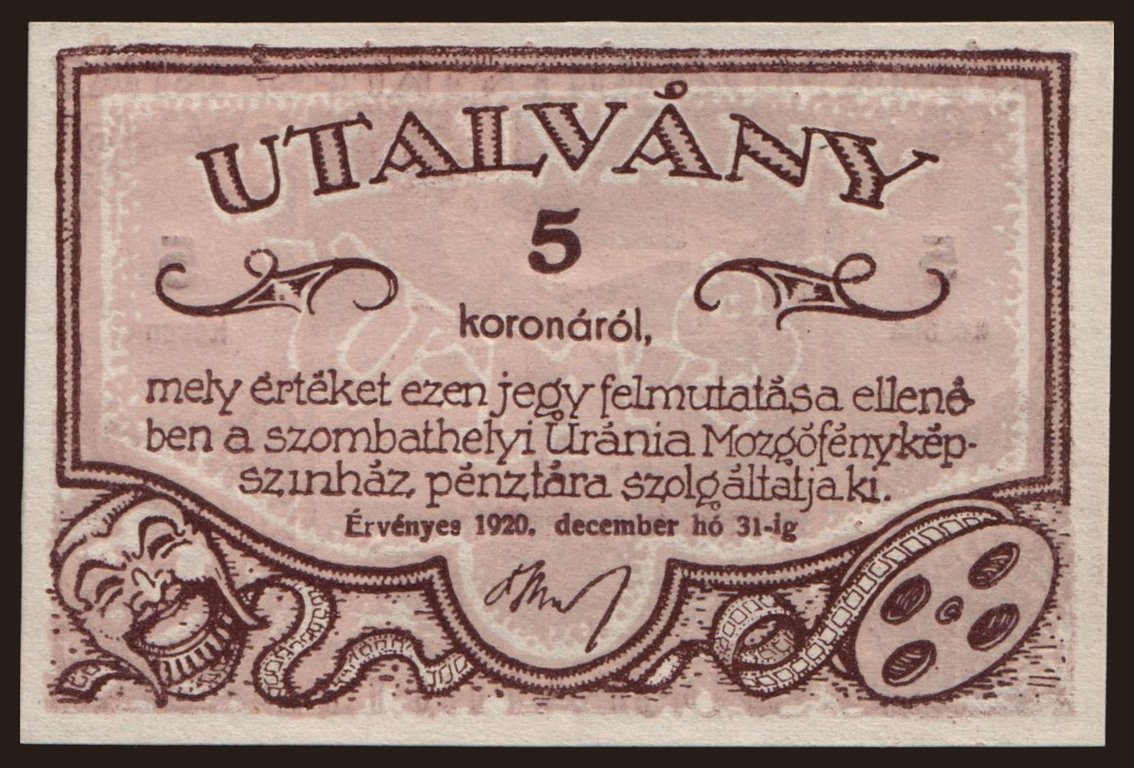 UTALVÁNY
5
koronáról,
mely értéket ezen jegy felmutatása ellené-
ben a szombathelyi Uránia Mozgófénykép-
szinház pénztára szolgáltatja ki.
Érvényes 1920. december hó 31-ig